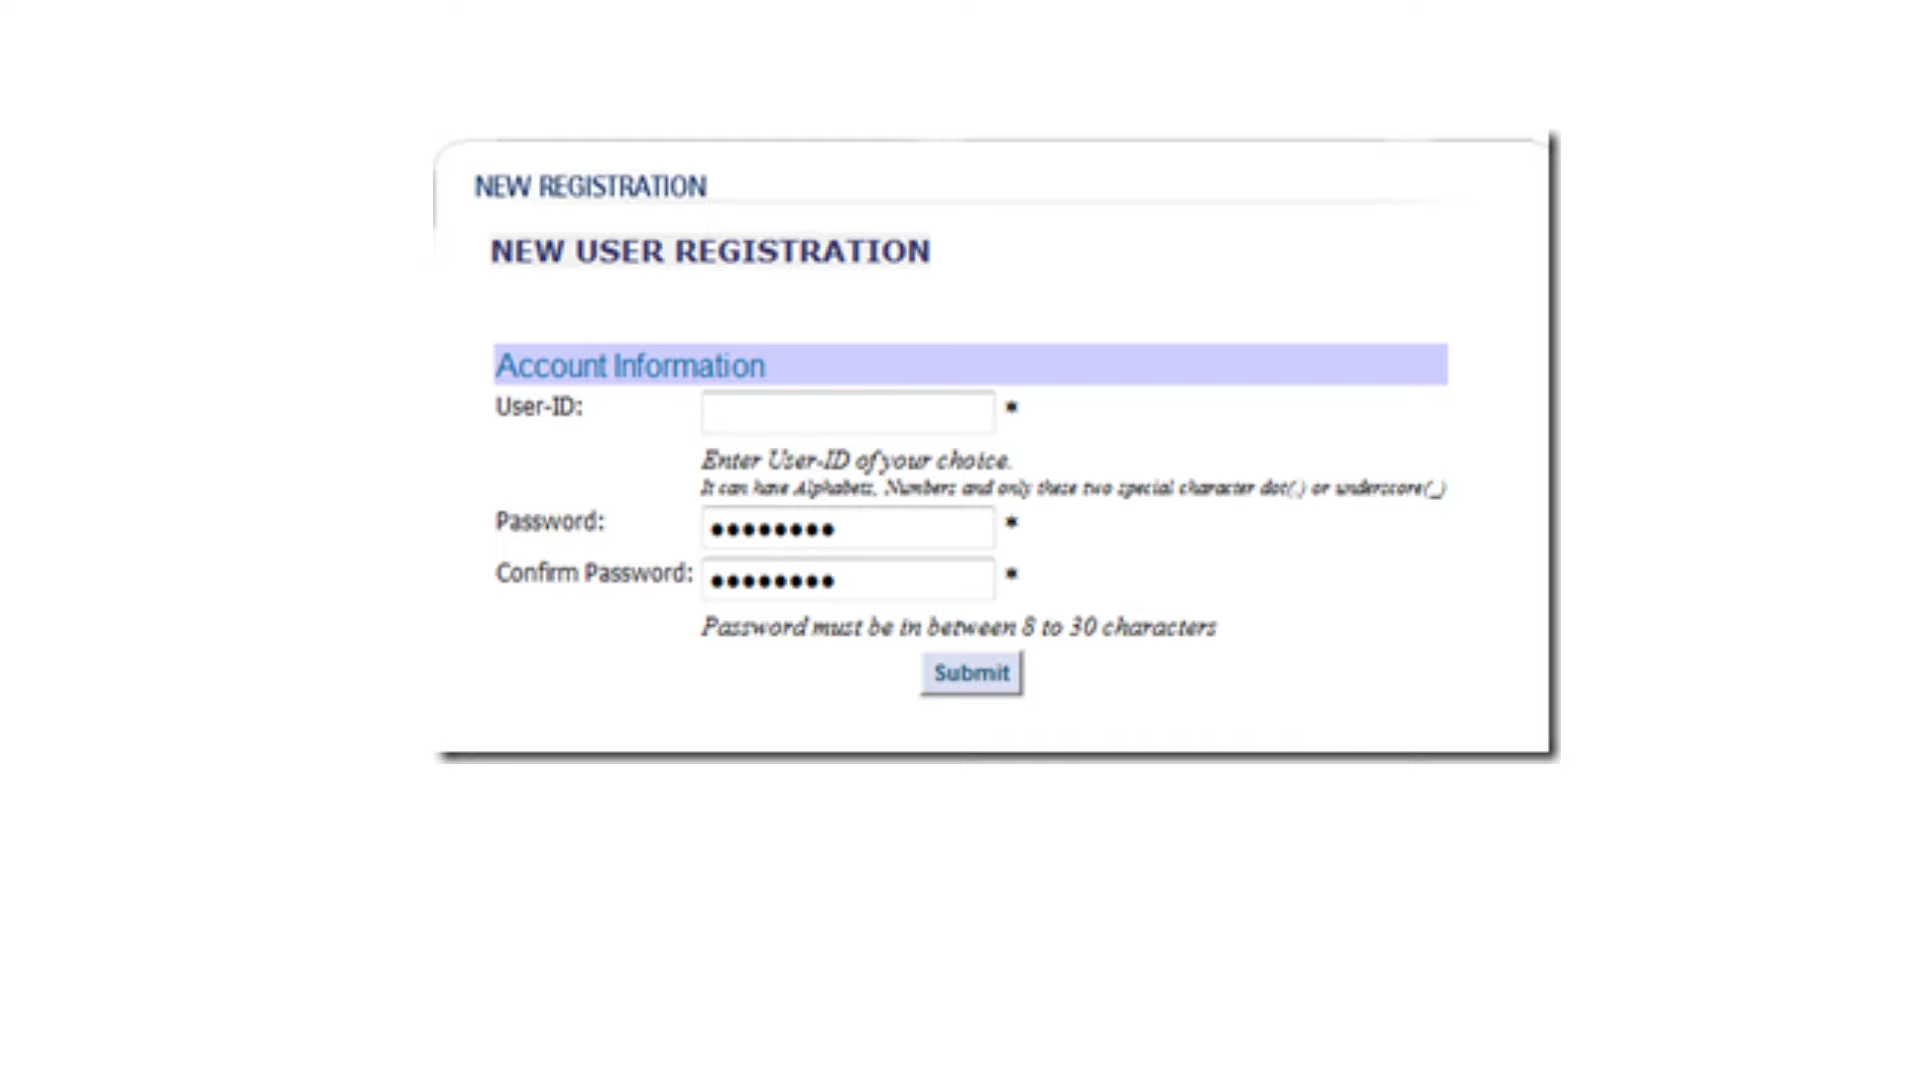 NEW REGISTRATION
NEW USER REGISTRATION
Account Information
User-ID: *
Enter User-ID of your choice.
It can have Alphabets, Numbers and only these two special character dot(.) or underscore(_)
Password: •••••••• *
Confirm Password: •••••••• *
Password must be in between 8 to 30 characters
Submit